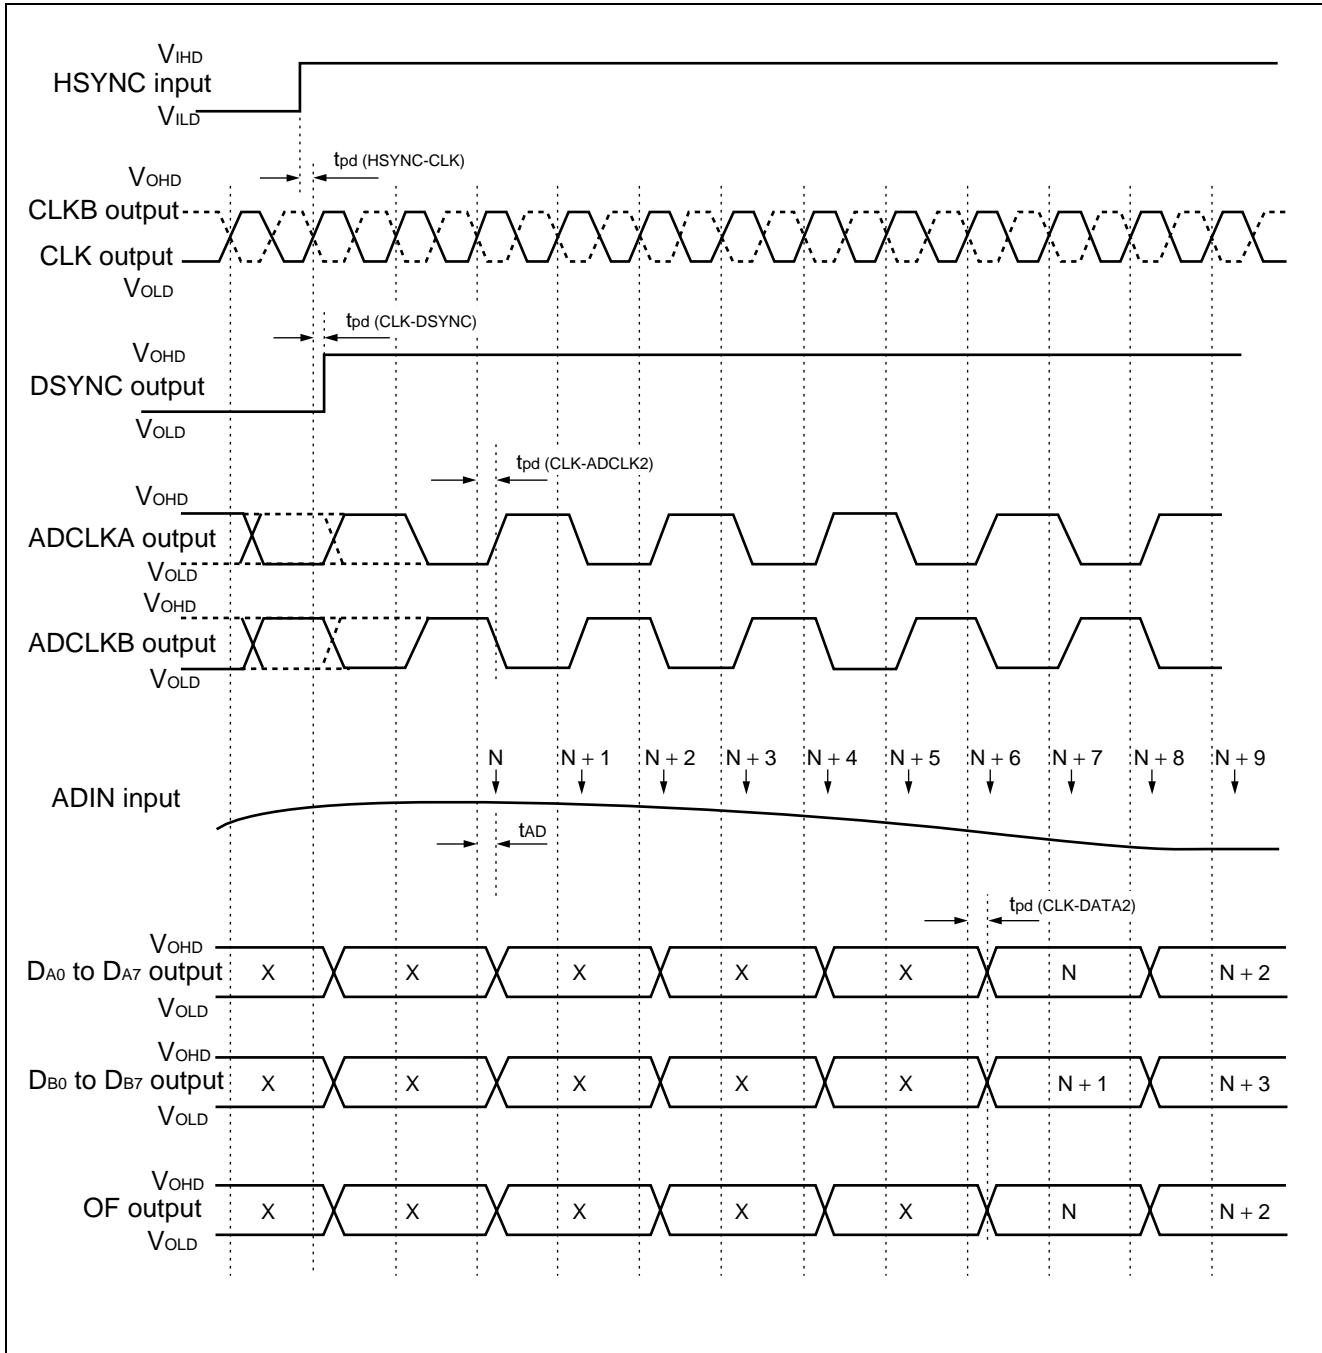 VIHD
HSYNC input
VILD
tpd (HSYNC-CLK)
VOHD
CLKB output
CLK output
VOLD
tpd (CLK-DSYNC)
VOHD
DSYNC output
VOLD
tpd (CLK-ADCLK2)
VOHD
ADCLKA output
VOLD
VOHD
ADCLKB output
VOLD
N N + 1 N + 2 N + 3 N + 4 N + 5 N + 6 N + 7 N + 8 N + 9
ADIN input
tAD
tpd (CLK-DATA2)
VOHD
DA0 to DA7 output X X X X X N N + 2
VOLD
VOHD
DB0 to DB7 output X X X X X N + 1 N + 3
VOLD
VOHD
OF output X X X X X N N + 2
VOLD